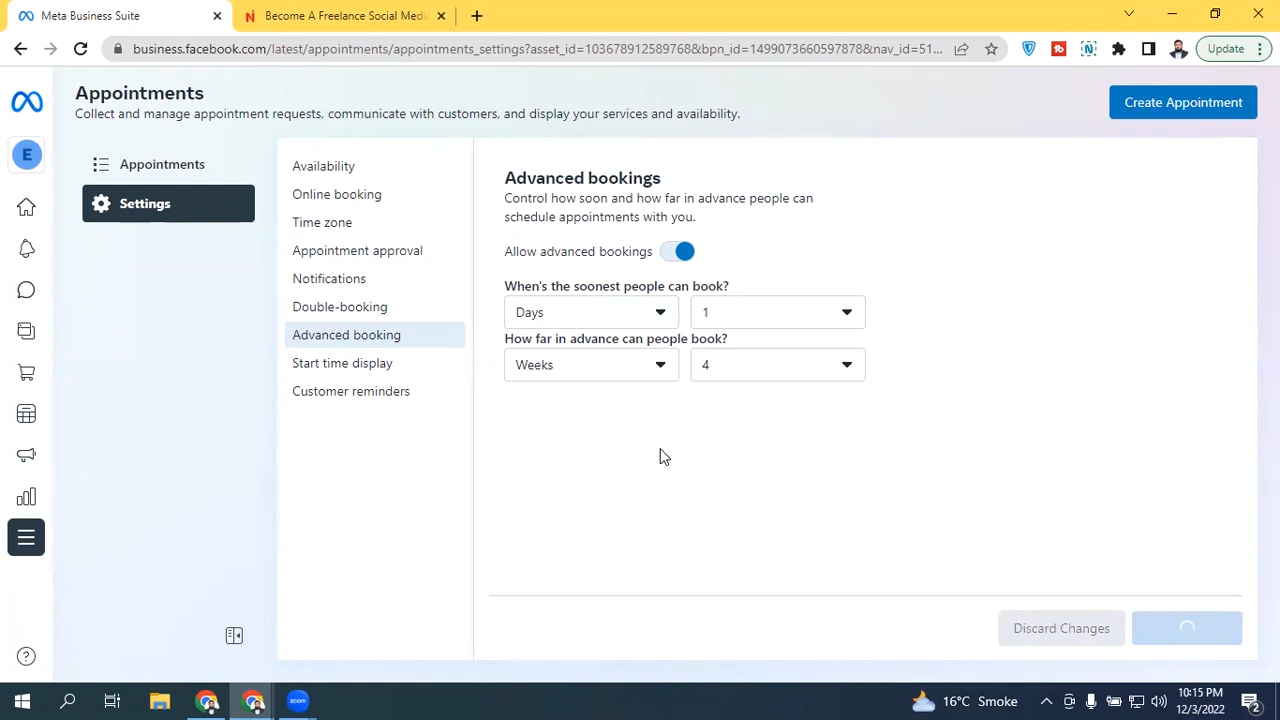 Meta Business Suite
Become A Freelance Social Media
business.facebook.com/latest/appointments/appointments_settings?asset_id=103678912589768&bpn_id=14990736605978788&nav_id=51...
Update
Appointments
Collect and manage appointment requests, communicate with customers, and display your services and availability.
Create Appointment
E
Appointments
Settings
Availability
Online booking
Time zone
Appointment approval
Notifications
Double-booking
Advanced booking
Start time display
Customer reminders
Advanced bookings
Control how soon and how far in advance people can
schedule appointments with you.
Allow advanced bookings
When's the soonest people can book?
Days 1
How far in advance can people book?
Weeks 4
Discard Changes
zoom
16°C Smoke
10:15 PM
12/3/2022
2